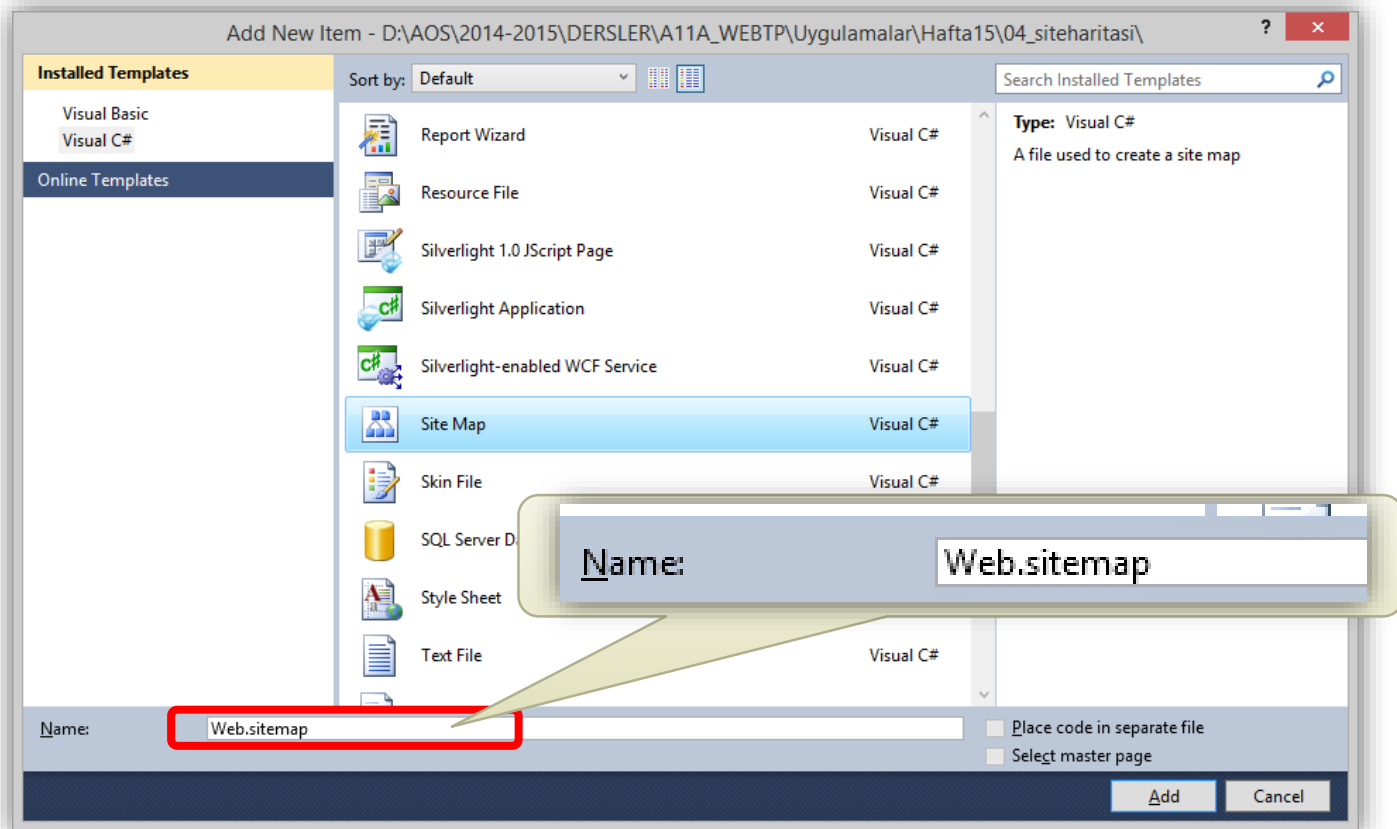 Add New Item - D:\AOS\2014-2015\DERSLER\A11A_WEBTP\Uygulamalar\Hafta15\04_siteharitasi\
? ×
Installed Templates
Visual Basic
Visual C#
Online Templates
Sort by: Default
Search Installed Templates
Report Wizard Visual C#
Resource File Visual C#
Silverlight 1.0 JScript Page Visual C#
Silverlight Application Visual C#
Silverlight-enabled WCF Service Visual C#
Site Map Visual C#
Skin File Visual C#
SQL Server
Style Sheet
Text File Visual C#
Type: Visual C#
A file used to create a site map
Name: Web.sitemap
Name: Web.sitemap
Place code in separate file
Select master page
Add Cancel